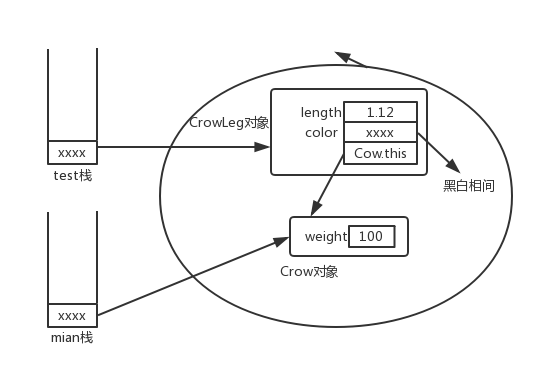 length 1.12
CrowLeg对象
color xxxx
xxxx
Cow.this
test栈
黑白相间
weight 100
Crow对象
xxxx
mian栈